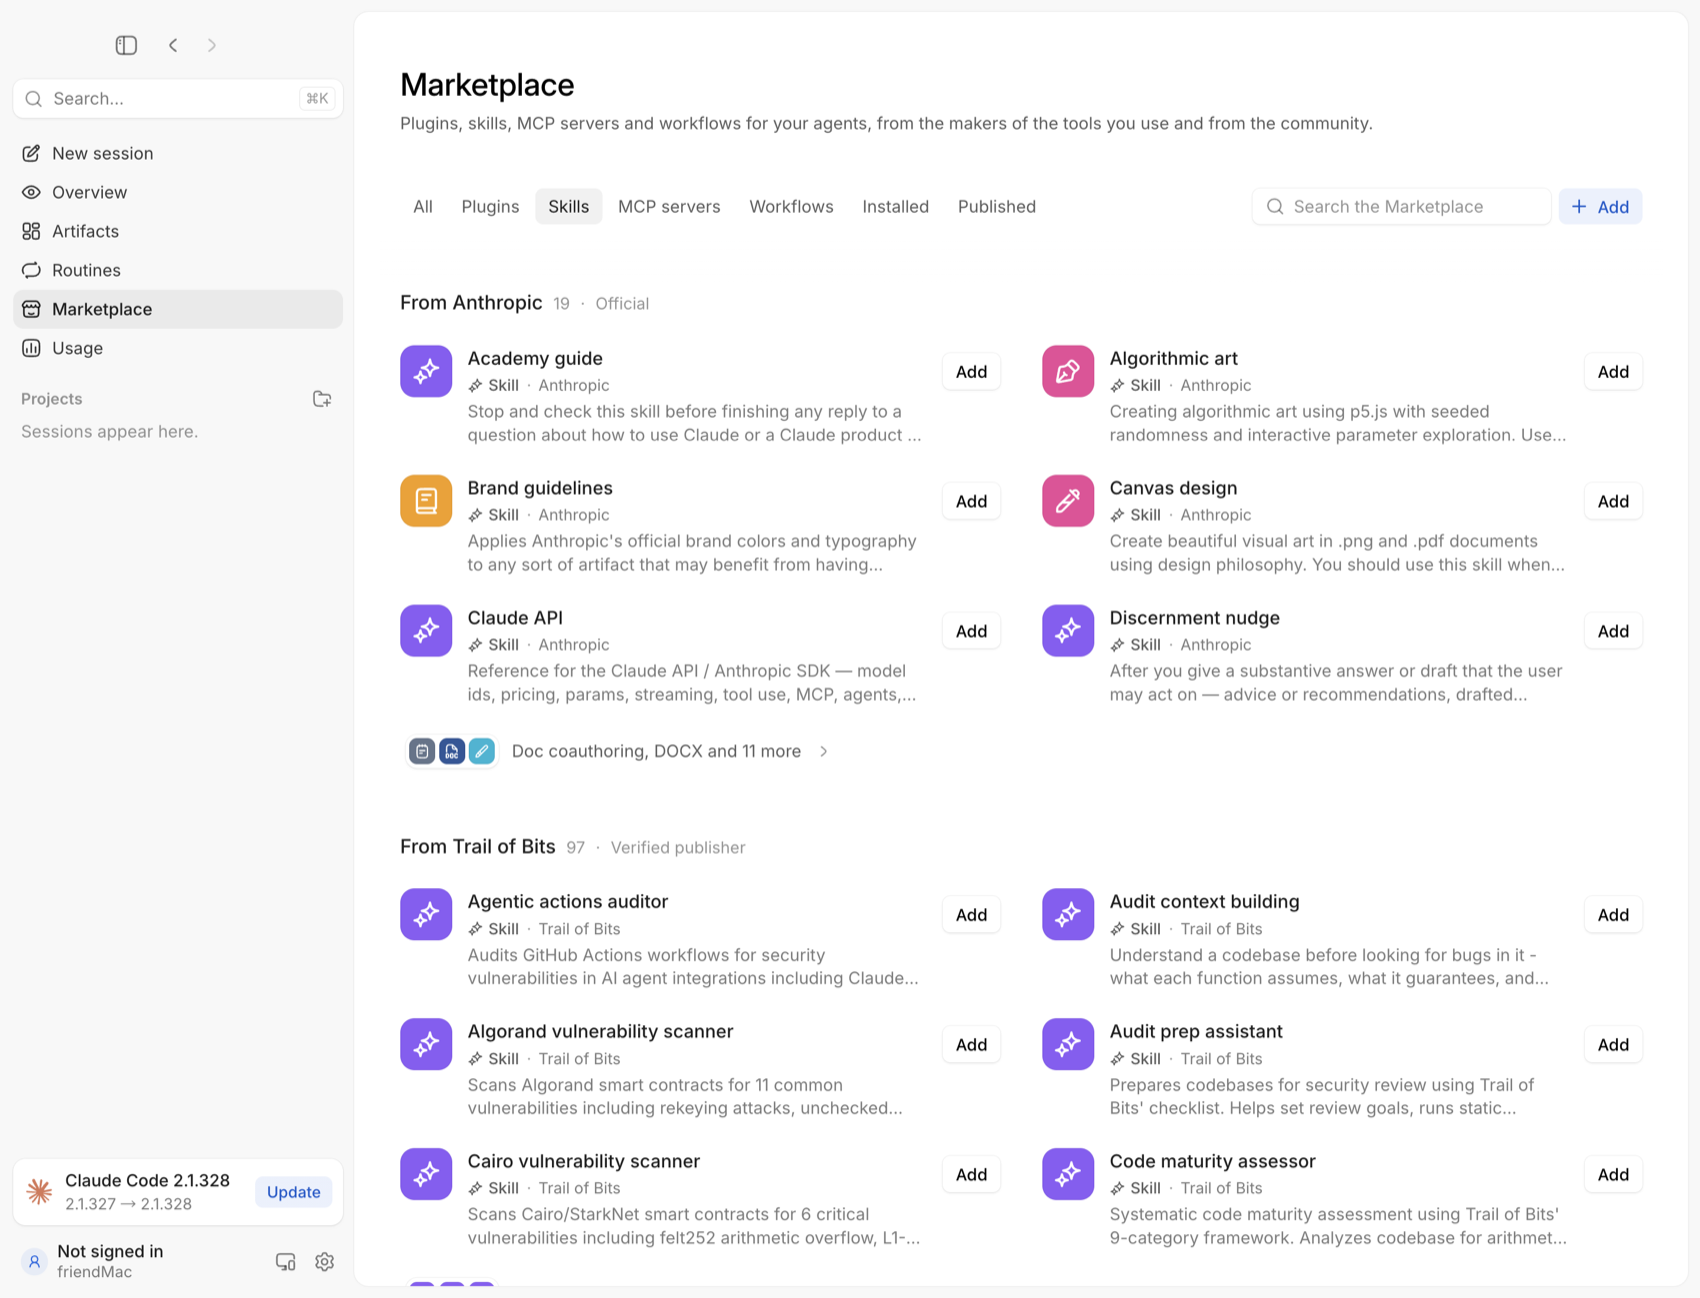 Search...
⌘K
New session
Overview
Artifacts
Routines
Marketplace
Usage
Projects
Sessions appear here.
Claude Code 2.1.328
2.1.327 → 2.1.328
Update
Not signed in
friendMac
Marketplace
Plugins, skills, MCP servers and workflows for your agents, from the makers of the tools you use and from the community.
All
Plugins
Skills
MCP servers
Workflows
Installed
Published
Search the Marketplace
+ Add
From Anthropic 19 · Official
Academy guide
Skill · Anthropic
Stop and check this skill before finishing any reply to a
question about how to use Claude or a Claude product ...
Add
Algorithmic art
Skill · Anthropic
Creating algorithmic art using p5.js with seeded
randomness and interactive parameter exploration. Use...
Add
Brand guidelines
Skill · Anthropic
Applies Anthropic's official brand colors and typography
to any sort of artifact that may benefit from having...
Add
Canvas design
Skill · Anthropic
Create beautiful visual art in .png and .pdf documents
using design philosophy. You should use this skill when...
Add
Claude API
Skill · Anthropic
Reference for the Claude API / Anthropic SDK — model
ids, pricing, params, streaming, tool use, MCP, agents,...
Add
Discernment nudge
Skill · Anthropic
After you give a substantive answer or draft that the user
may act on — advice or recommendations, drafted...
Add
DOC
Doc coauthoring, DOCX and 11 more
From Trail of Bits 97 · Verified publisher
Agentic actions auditor
Skill · Trail of Bits
Audits GitHub Actions workflows for security
vulnerabilities in AI agent integrations including Claude...
Add
Audit context building
Skill · Trail of Bits
Understand a codebase before looking for bugs in it -
what each function assumes, what it guarantees, and...
Add
Algorand vulnerability scanner
Skill · Trail of Bits
Scans Algorand smart contracts for 11 common
vulnerabilities including rekeying attacks, unchecked...
Add
Audit prep assistant
Skill · Trail of Bits
Prepares codebases for security review using Trail of
Bits' checklist. Helps set review goals, runs static...
Add
Cairo vulnerability scanner
Skill · Trail of Bits
Scans Cairo/StarkNet smart contracts for 6 critical
vulnerabilities including felt252 arithmetic overflow, L1-...
Add
Code maturity assessor
Skill · Trail of Bits
Systematic code maturity assessment using Trail of Bits'
9-category framework. Analyzes codebase for arithmet...
Add